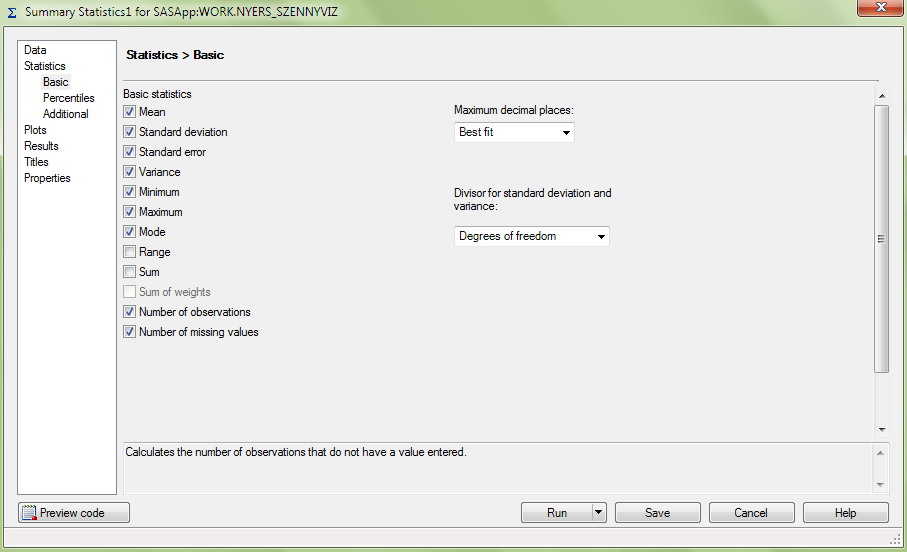 Σ Summary Statistics1 for SASApp:WORK.NYERS_SZENNYVIZ
Data
Statistics
Basic
Percentiles
Additional
Plots
Results
Titles
Properties
Statistics > Basic
Basic statistics
Mean
Standard deviation
Standard error
Variance
Minimum
Maximum
Mode
Range
Sum
Sum of weights
Number of observations
Number of missing values
Maximum decimal places:
Best fit
Divisor for standard deviation and
variance:
Degrees of freedom
Calculates the number of observations that do not have a value entered.
Preview code
Run
Save
Cancel
Help